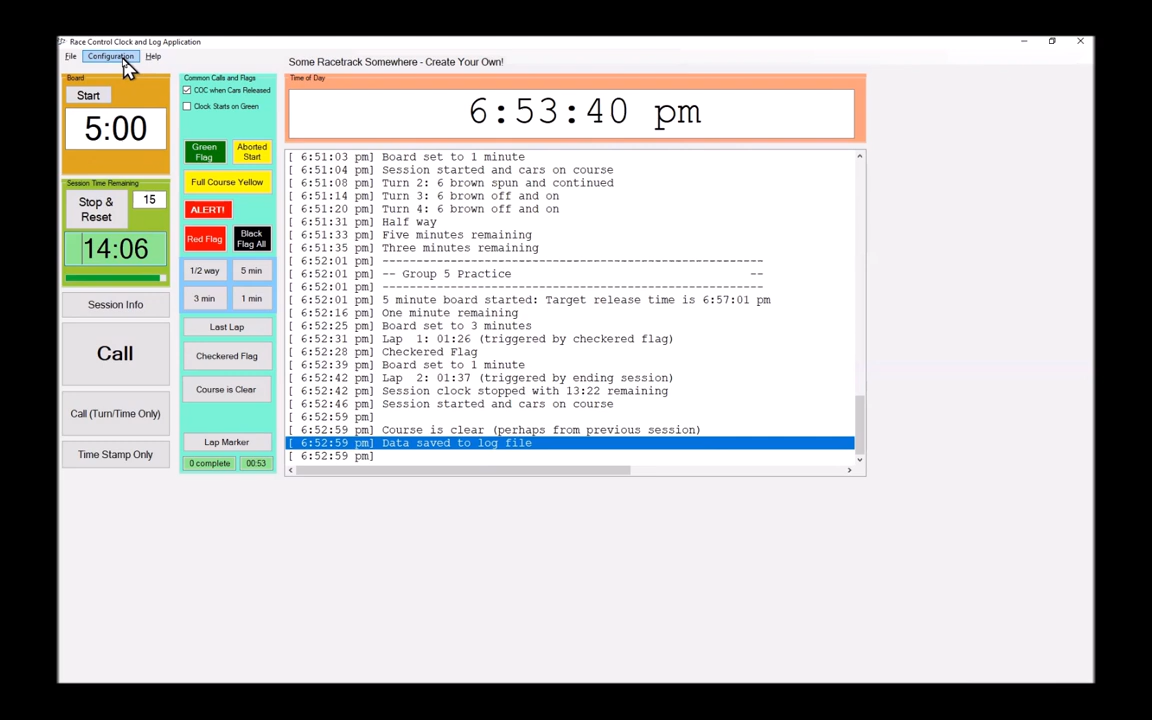 Race Control Clock and Log Application
File Configuration Help
Some Racetrack Somewhere - Create Your Own!
Board
Start
5:00
Session Time Remaining
Stop & Reset
15
14:06
Session Info
Call
Call (Turn/Time Only)
Time Stamp Only
Common Calls and Flags
COC when Cars Released
Clock Starts on Green
Green Flag
Aborted Start
Full Course Yellow
ALERT!
Red Flag
Black Flag All
1/2 way
5 min
3 min
1 min
Last Lap
Checkered Flag
Course is Clear
Lap Marker
0 complete
00:53
Time of Day
6:53:40 pm
[ 6:51:03 pm] Board set to 1 minute
[ 6:51:04 pm] Session started and cars on course
[ 6:51:08 pm] Turn 2: 6 brown spun and continued
[ 6:51:14 pm] Turn 3: 6 brown off and on
[ 6:51:20 pm] Turn 4: 6 brown off and on
[ 6:51:31 pm] Half way
[ 6:51:33 pm] Five minutes remaining
[ 6:51:35 pm] Three minutes remaining
[ 6:52:01 pm] --------------------------------------------------
[ 6:52:01 pm] -- Group 5 Practice --
[ 6:52:01 pm] --------------------------------------------------
[ 6:52:01 pm] 5 minute board started: Target release time is 6:57:01 pm
[ 6:52:16 pm] One minute remaining
[ 6:52:25 pm] Board set to 3 minutes
[ 6:52:31 pm] Lap 1: 01:26 (triggered by checkered flag)
[ 6:52:28 pm] Checkered Flag
[ 6:52:39 pm] Board set to 1 minute
[ 6:52:42 pm] Lap 2: 01:37 (triggered by ending session)
[ 6:52:42 pm] Session clock stopped with 13:22 remaining
[ 6:52:46 pm] Session started and cars on course
[ 6:52:59 pm]
[ 6:52:59 pm] Course is clear (perhaps from previous session)
[ 6:52:59 pm] Data saved to log file
[ 6:52:59 pm]